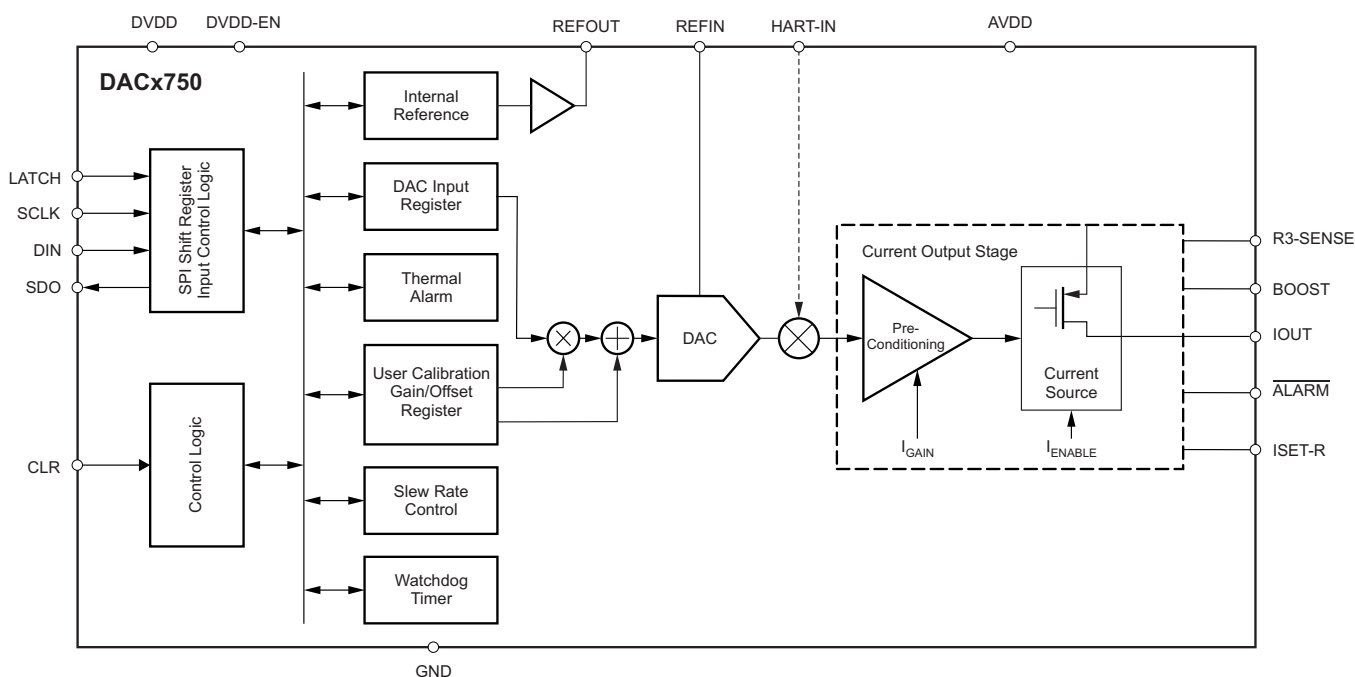 DVDD
DVDD-EN
REFOUT
REFIN
HART-IN
AVDD
DACx750
LATCH
SCLK
DIN
SDO
CLR
SPI Shift Register
Input Control Logic
Control Logic
Internal
Reference
DAC Input
Register
Thermal
Alarm
User Calibration
Gain/Offset
Register
Slew Rate
Control
Watchdog
Timer
DAC
Current Output Stage
Pre-
Conditioning
Current
Source
IGAIN
IENABLE
R3-SENSE
BOOST
IOUT
ALARM
ISET-R
GND